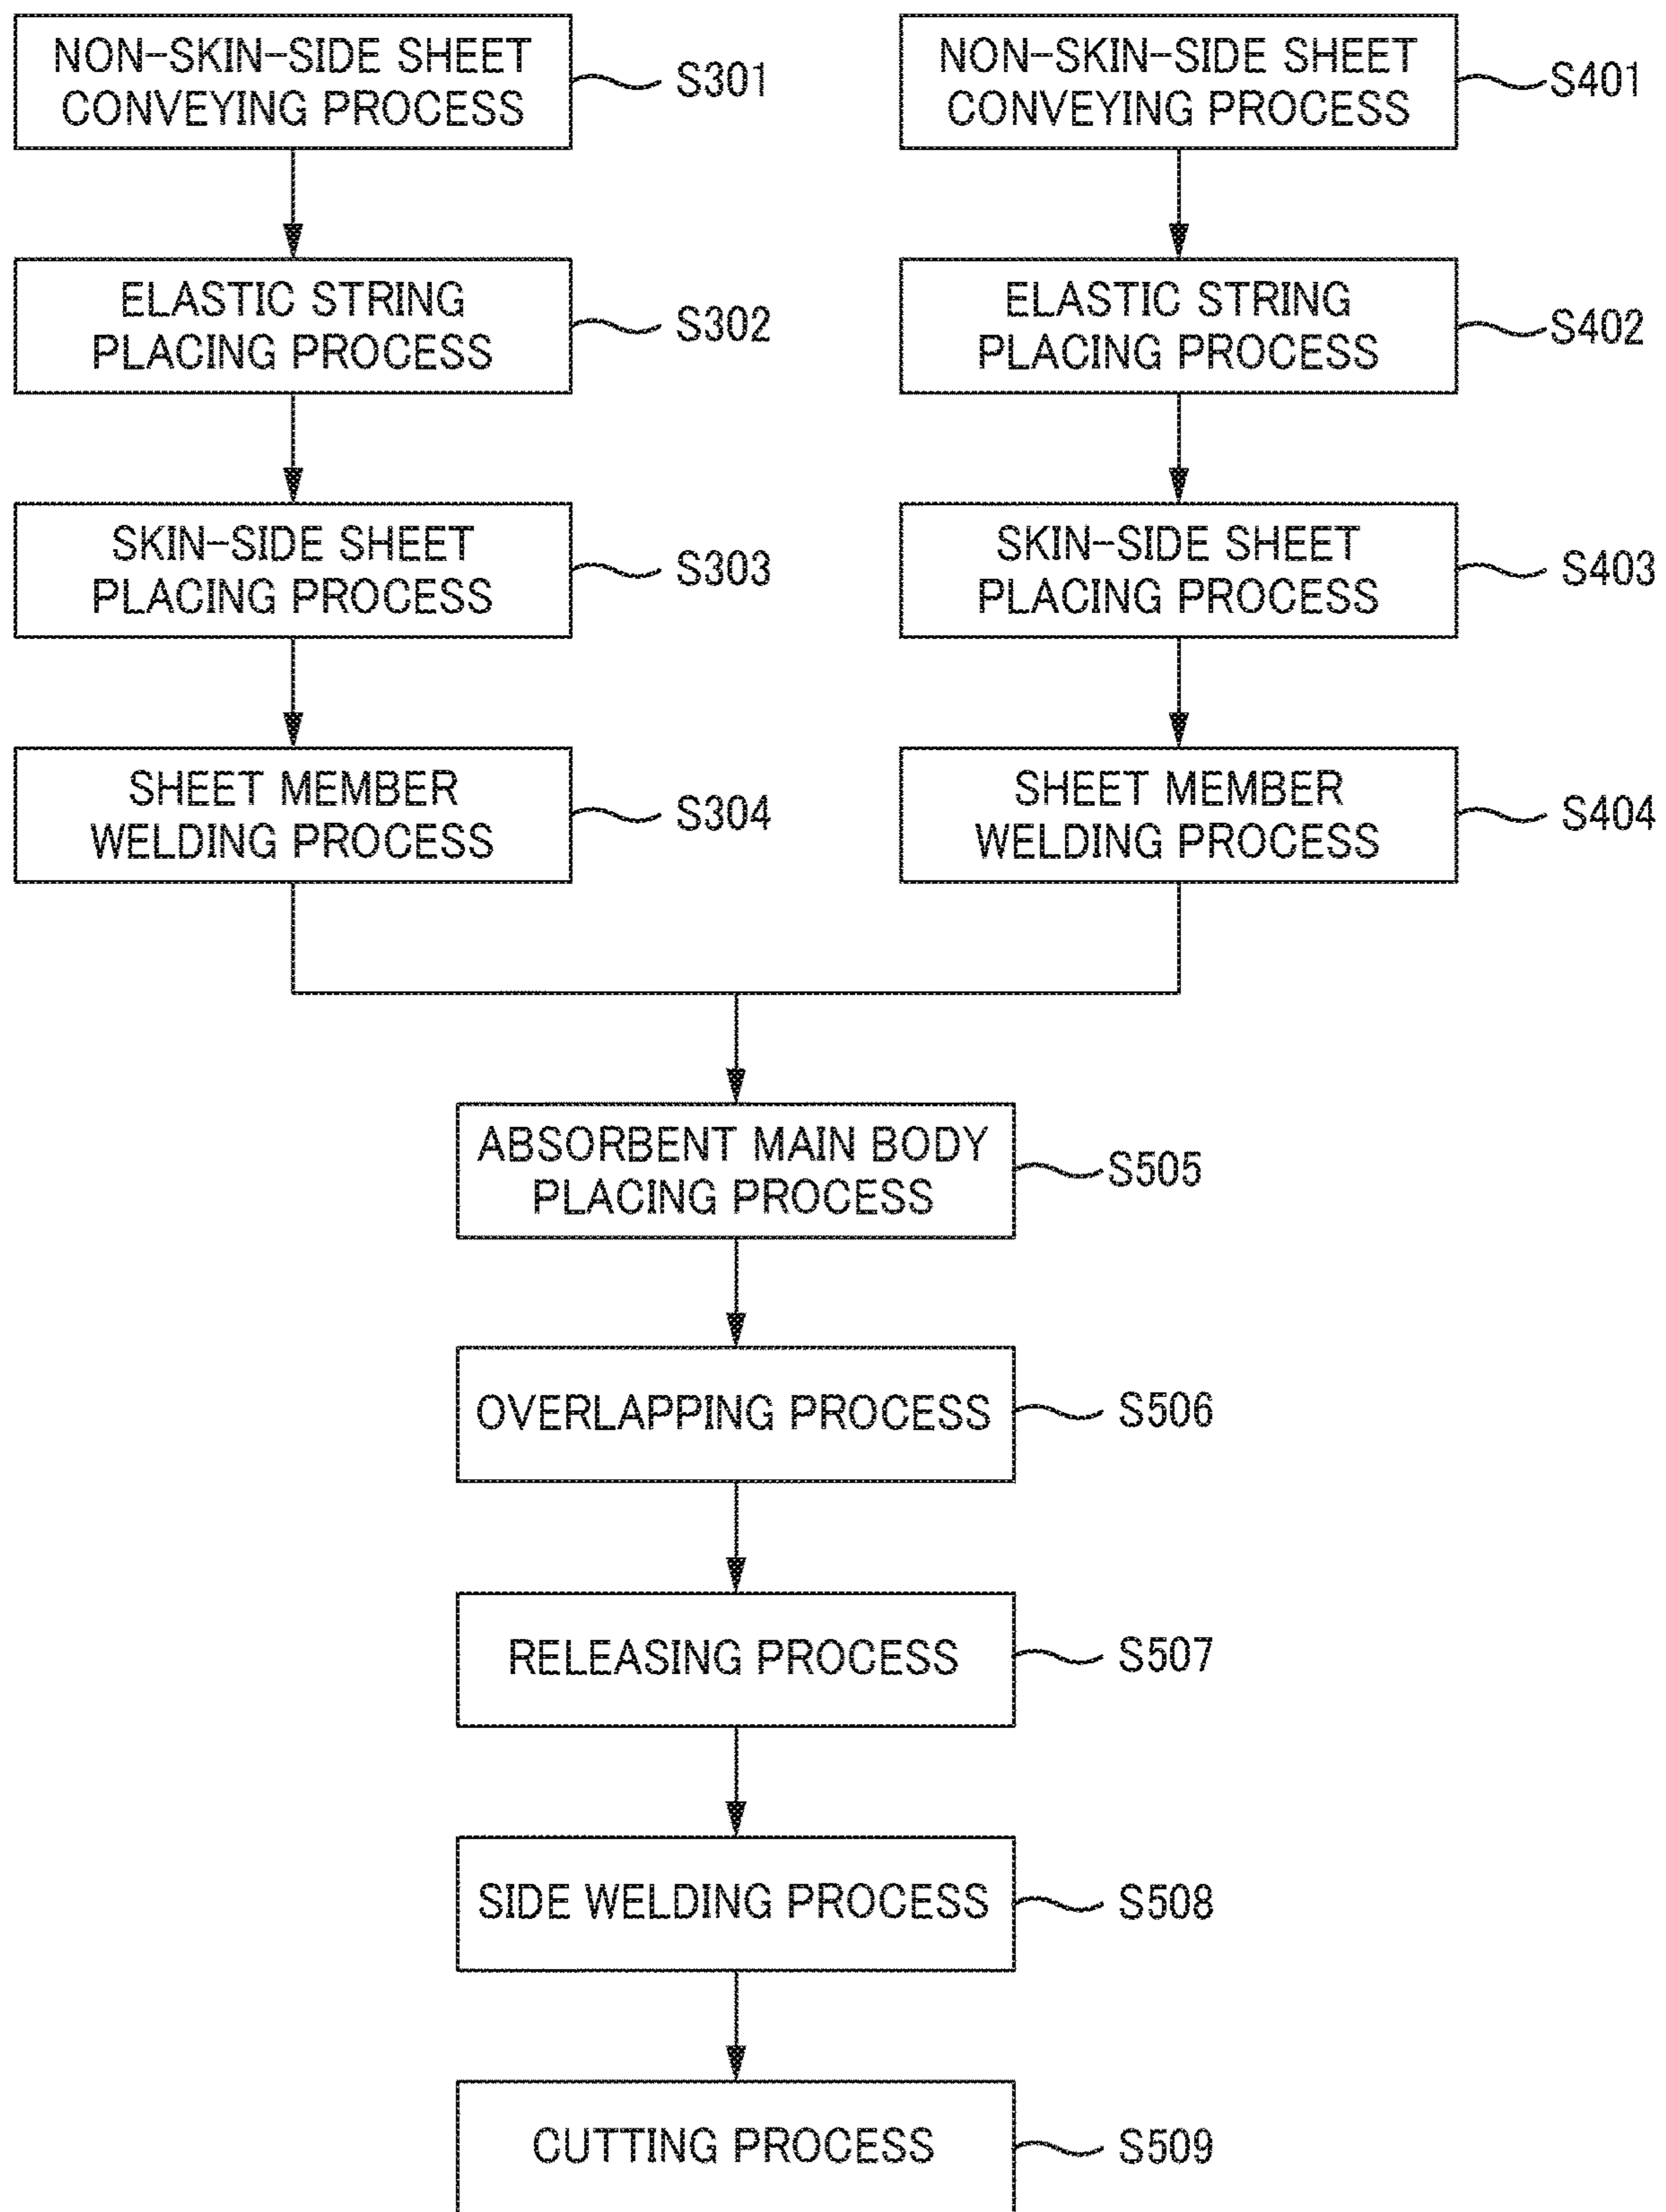 NON-SKIN-SIDE SHEET
CONVEYING PROCESS
S301
ELASTIC STRING
PLACING PROCESS
S302
SKIN-SIDE SHEET
PLACING PROCESS
S303
SHEET MEMBER
WELDING PROCESS
S304
NON-SKIN-SIDE SHEET
CONVEYING PROCESS
S401
ELASTIC STRING
PLACING PROCESS
S402
SKIN-SIDE SHEET
PLACING PROCESS
S403
SHEET MEMBER
WELDING PROCESS
S404
ABSORBENT MAIN BODY
PLACING PROCESS
S505
OVERLAPPING PROCESS
S506
RELEASING PROCESS
S507
SIDE WELDING PROCESS
S508
CUTTING PROCESS
S509